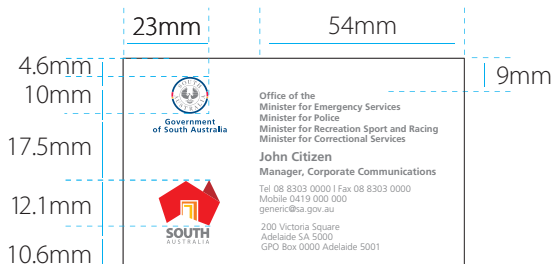 23mm
54mm
4.6mm
10mm
17.5mm
12.1mm
10.6mm
9mm
SOUTH
AUSTRALIA
Government
of South Australia
SOUTH
AUSTRALIA
Office of the
Minister for Emergency Services
Minister for Police
Minister for Recreation Sport and Racing
Minister for Correctional Services
John Citizen
Manager, Corporate Communications
Tel 08 8303 0000 I Fax 08 8303 0000
Mobile 0419 000 000
generic@sa.gov.au
200 Victoria Square
Adelaide SA 5000
GPO Box 0000 Adelaide 5001